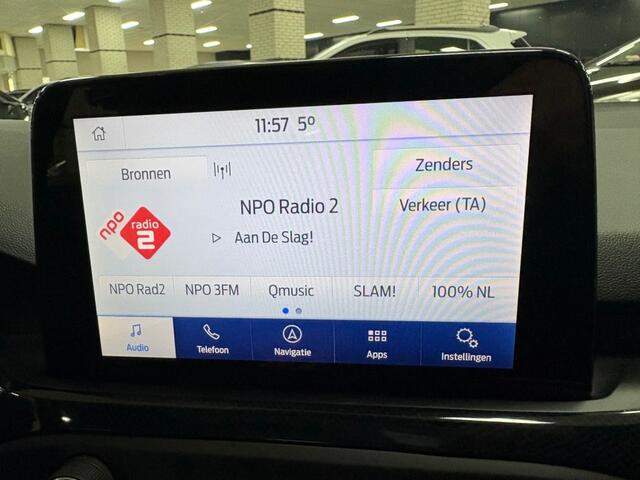 11:57 5°
Bronnen
Zenders
npo
radio
2
NPO Radio 2
Verkeer (TA)
Aan De Slag!
NPO Rad2 NPO 3FM Qmusic SLAM! 100% NL
Audio Telefoon Navigatie Apps Instellingen